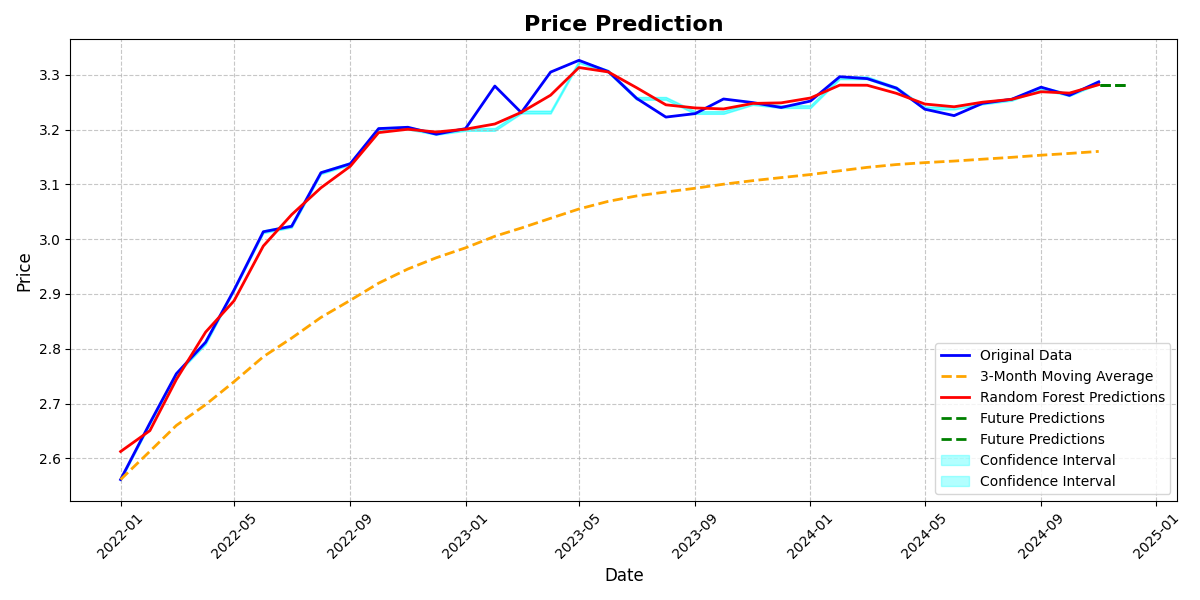 Price Prediction
Price
3.3
3.2
3.1
3.0
2.9
2.8
2.7
2.6
Original Data
3-Month Moving Average
Random Forest Predictions
Future Predictions
Future Predictions
Confidence Interval
Confidence Interval
2022-01
2022-05
2022-09
2023-01
2023-05
2023-09
2024-01
2024-05
2024-09
2025-01
Date